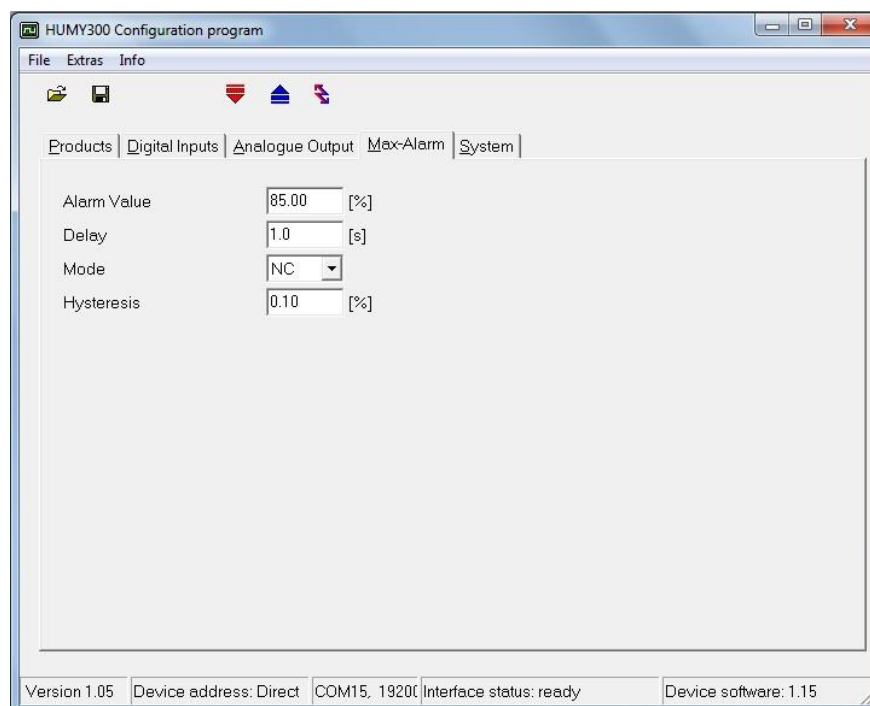 HUMY300 Configuration program
File Extras Info
Products Digital Inputs Analogue Output Max-Alarm System
Alarm Value 85.00 [%]
Delay 1.0 [s]
Mode NC
Hysteresis 0.10 [%]
Version 1.05 Device address: Direct COM15, 1920 Interface status: ready Device software: 1.15